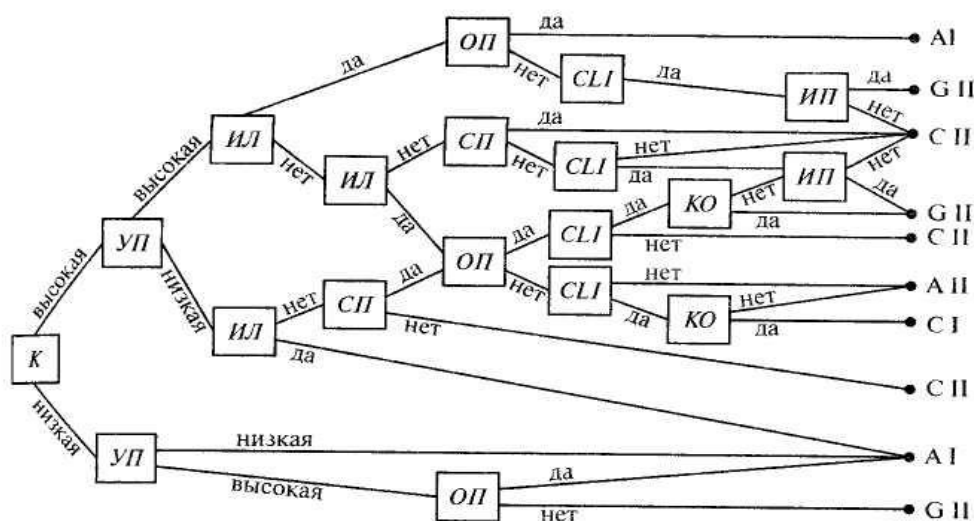 ОП
да
А I
да
нет
CLI
да
ИП
да
G II
нет
высокая
ИЛ
нет
ИЛ
нет
СП
да
С II
нет
CLI
нет
да
ИП
нет
да
высокая
УП
да
ОП
да
CLI
да
КО
нет
да
G II
нет
С II
низкая
ИЛ
нет
СП
да
нет
CLI
нет
А II
да
КО
нет
да
С I
да
нет
С II
К
низкая
УП
низкая
А I
высокая
ОП
да
нет
G II